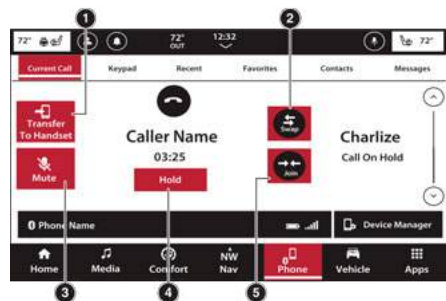 1
2
72°
72°
OUT
12:32
72°
Current Call
Keypad
Recent
Favorites
Contacts
Messages
Transfer
To Handset
Caller Name
03:25
Hold
Mute
Swap
Join
Charlize
Call On Hold
Phone Name
Device Manager
Home
Media
Comfort
NW
Nav
Phone
Vehicle
Apps
3
4
5